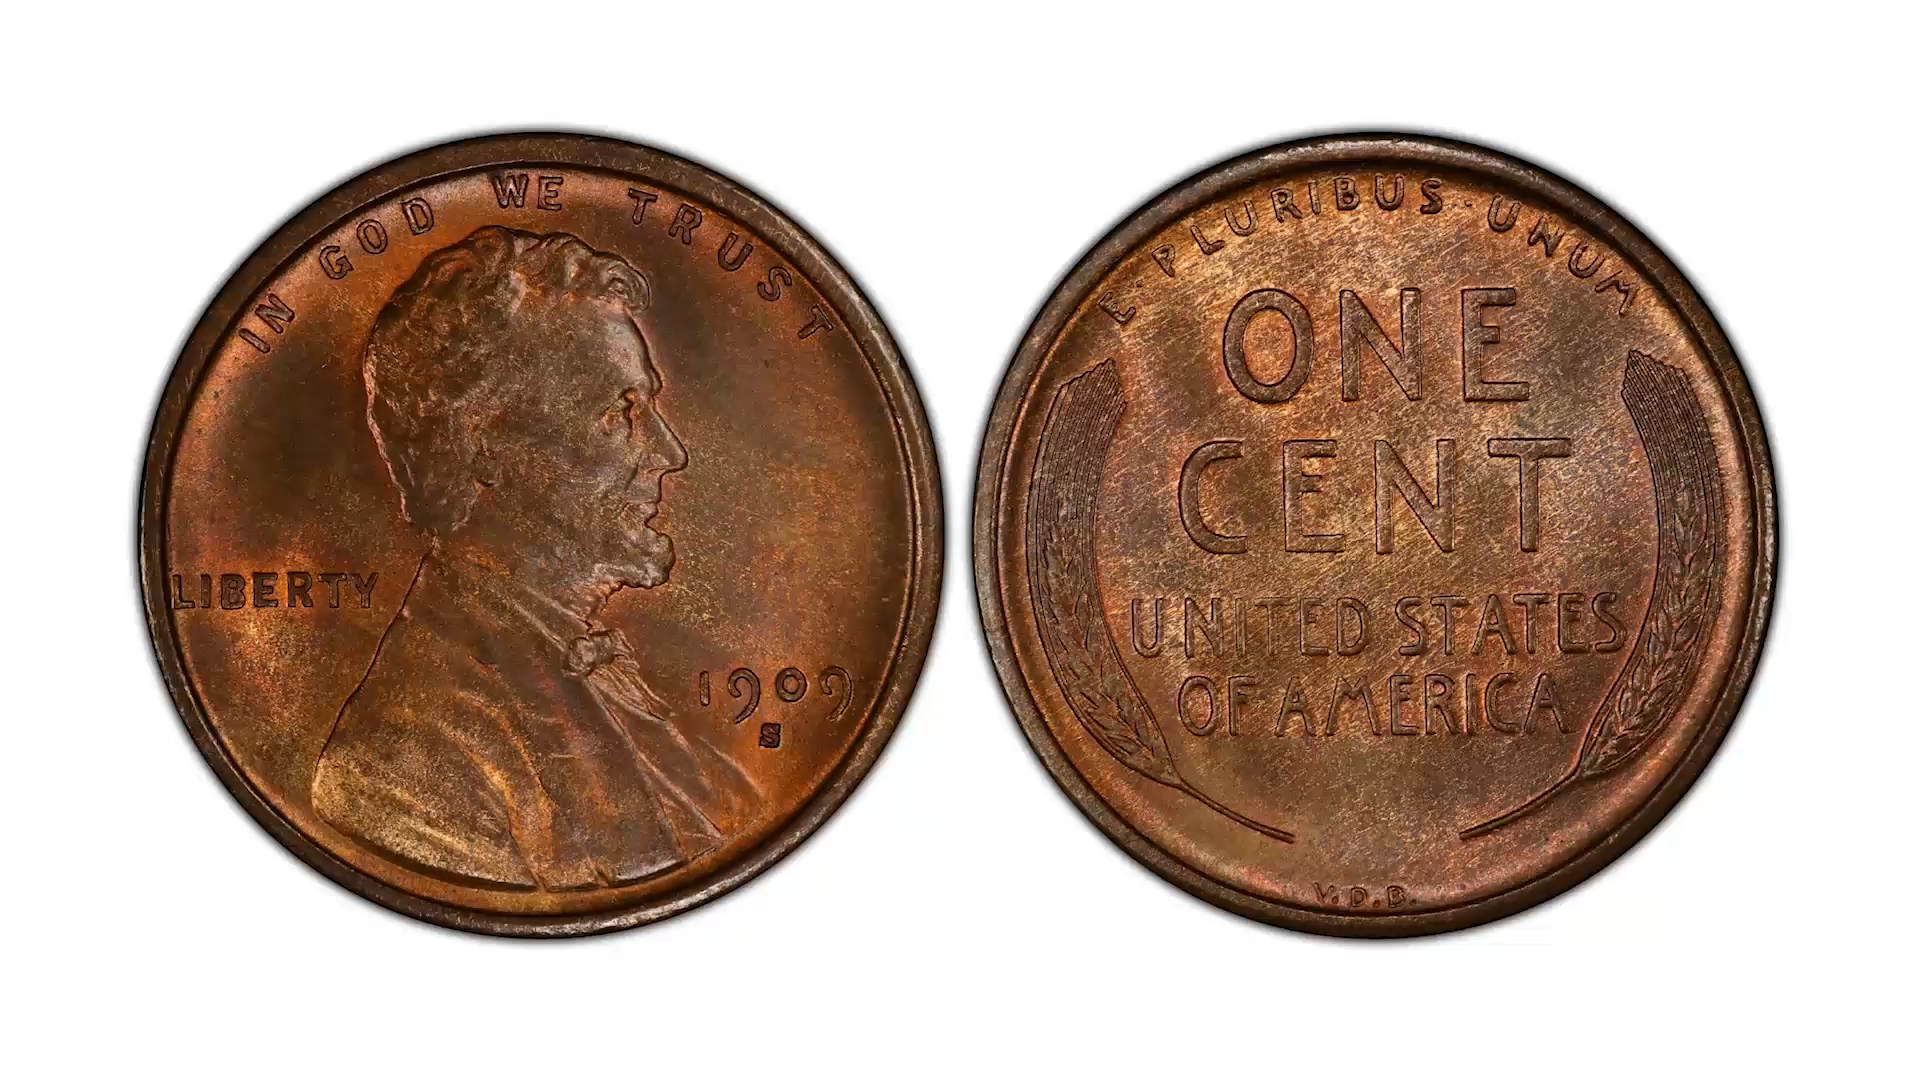 IN GOD WE TRUST
LIBERTY
1909
S
E·PLURIBUS·UNUM
ONE
CENT
UNITED STATES
OF AMERICA
V.D.B.